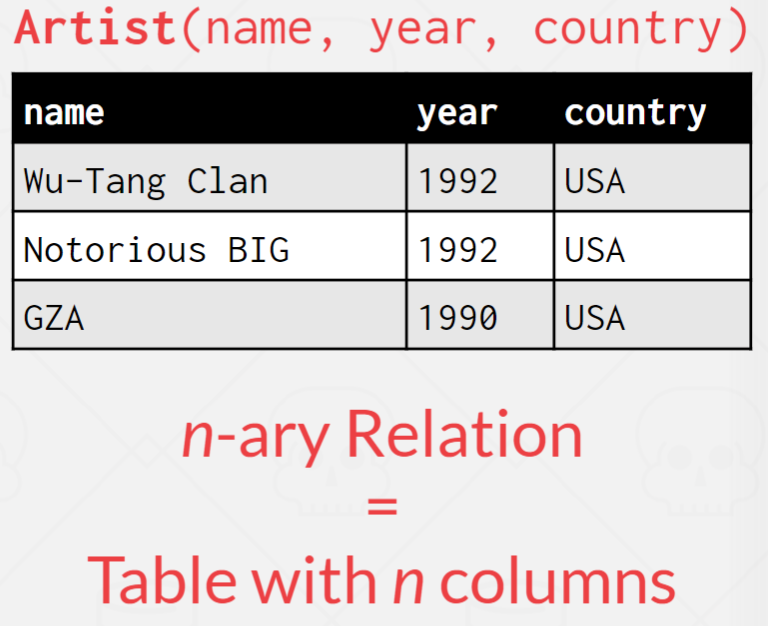 Artist(name, year, country)
name year country
Wu-Tang Clan 1992 USA
Notorious BIG 1992 USA
GZA 1990 USA
n-ary Relation
=
Table with n columns